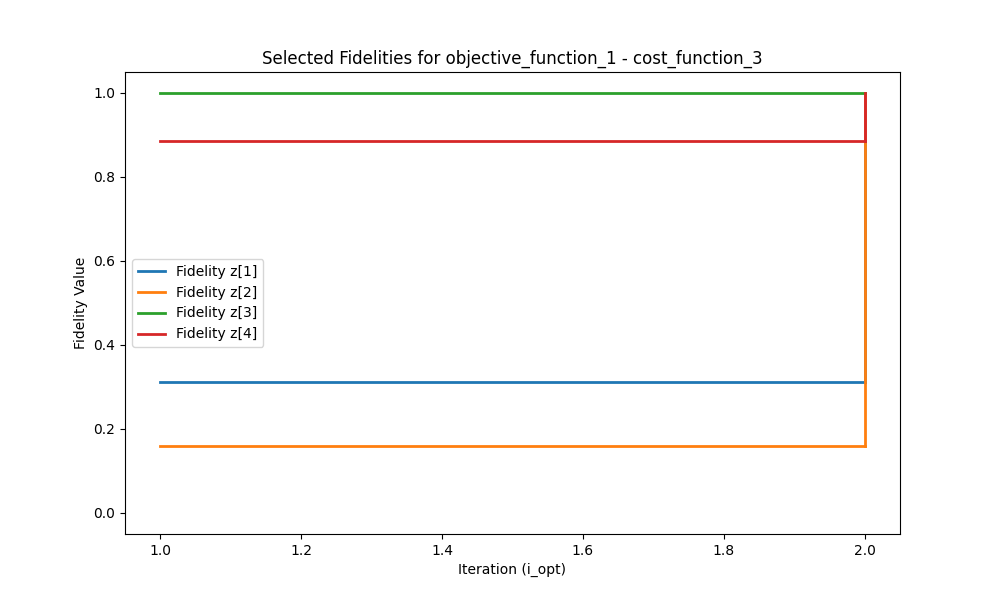 Selected Fidelities for objective_function_1 - cost_function_3
Fidelity Value
1.0
0.8
0.6
0.4
0.2
0.0
Fidelity z[1]
Fidelity z[2]
Fidelity z[3]
Fidelity z[4]
1.0 1.2 1.4 1.6 1.8 2.0
Iteration (i_opt)